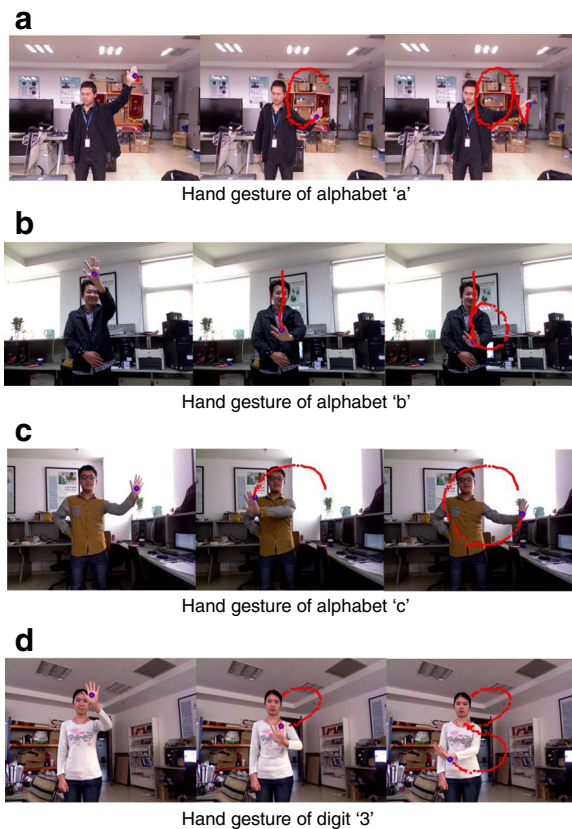 a
Hand gesture of alphabet ‘a’
b
Hand gesture of alphabet ‘b’
c
Hand gesture of alphabet ‘c’
d
Hand gesture of digit ‘3’